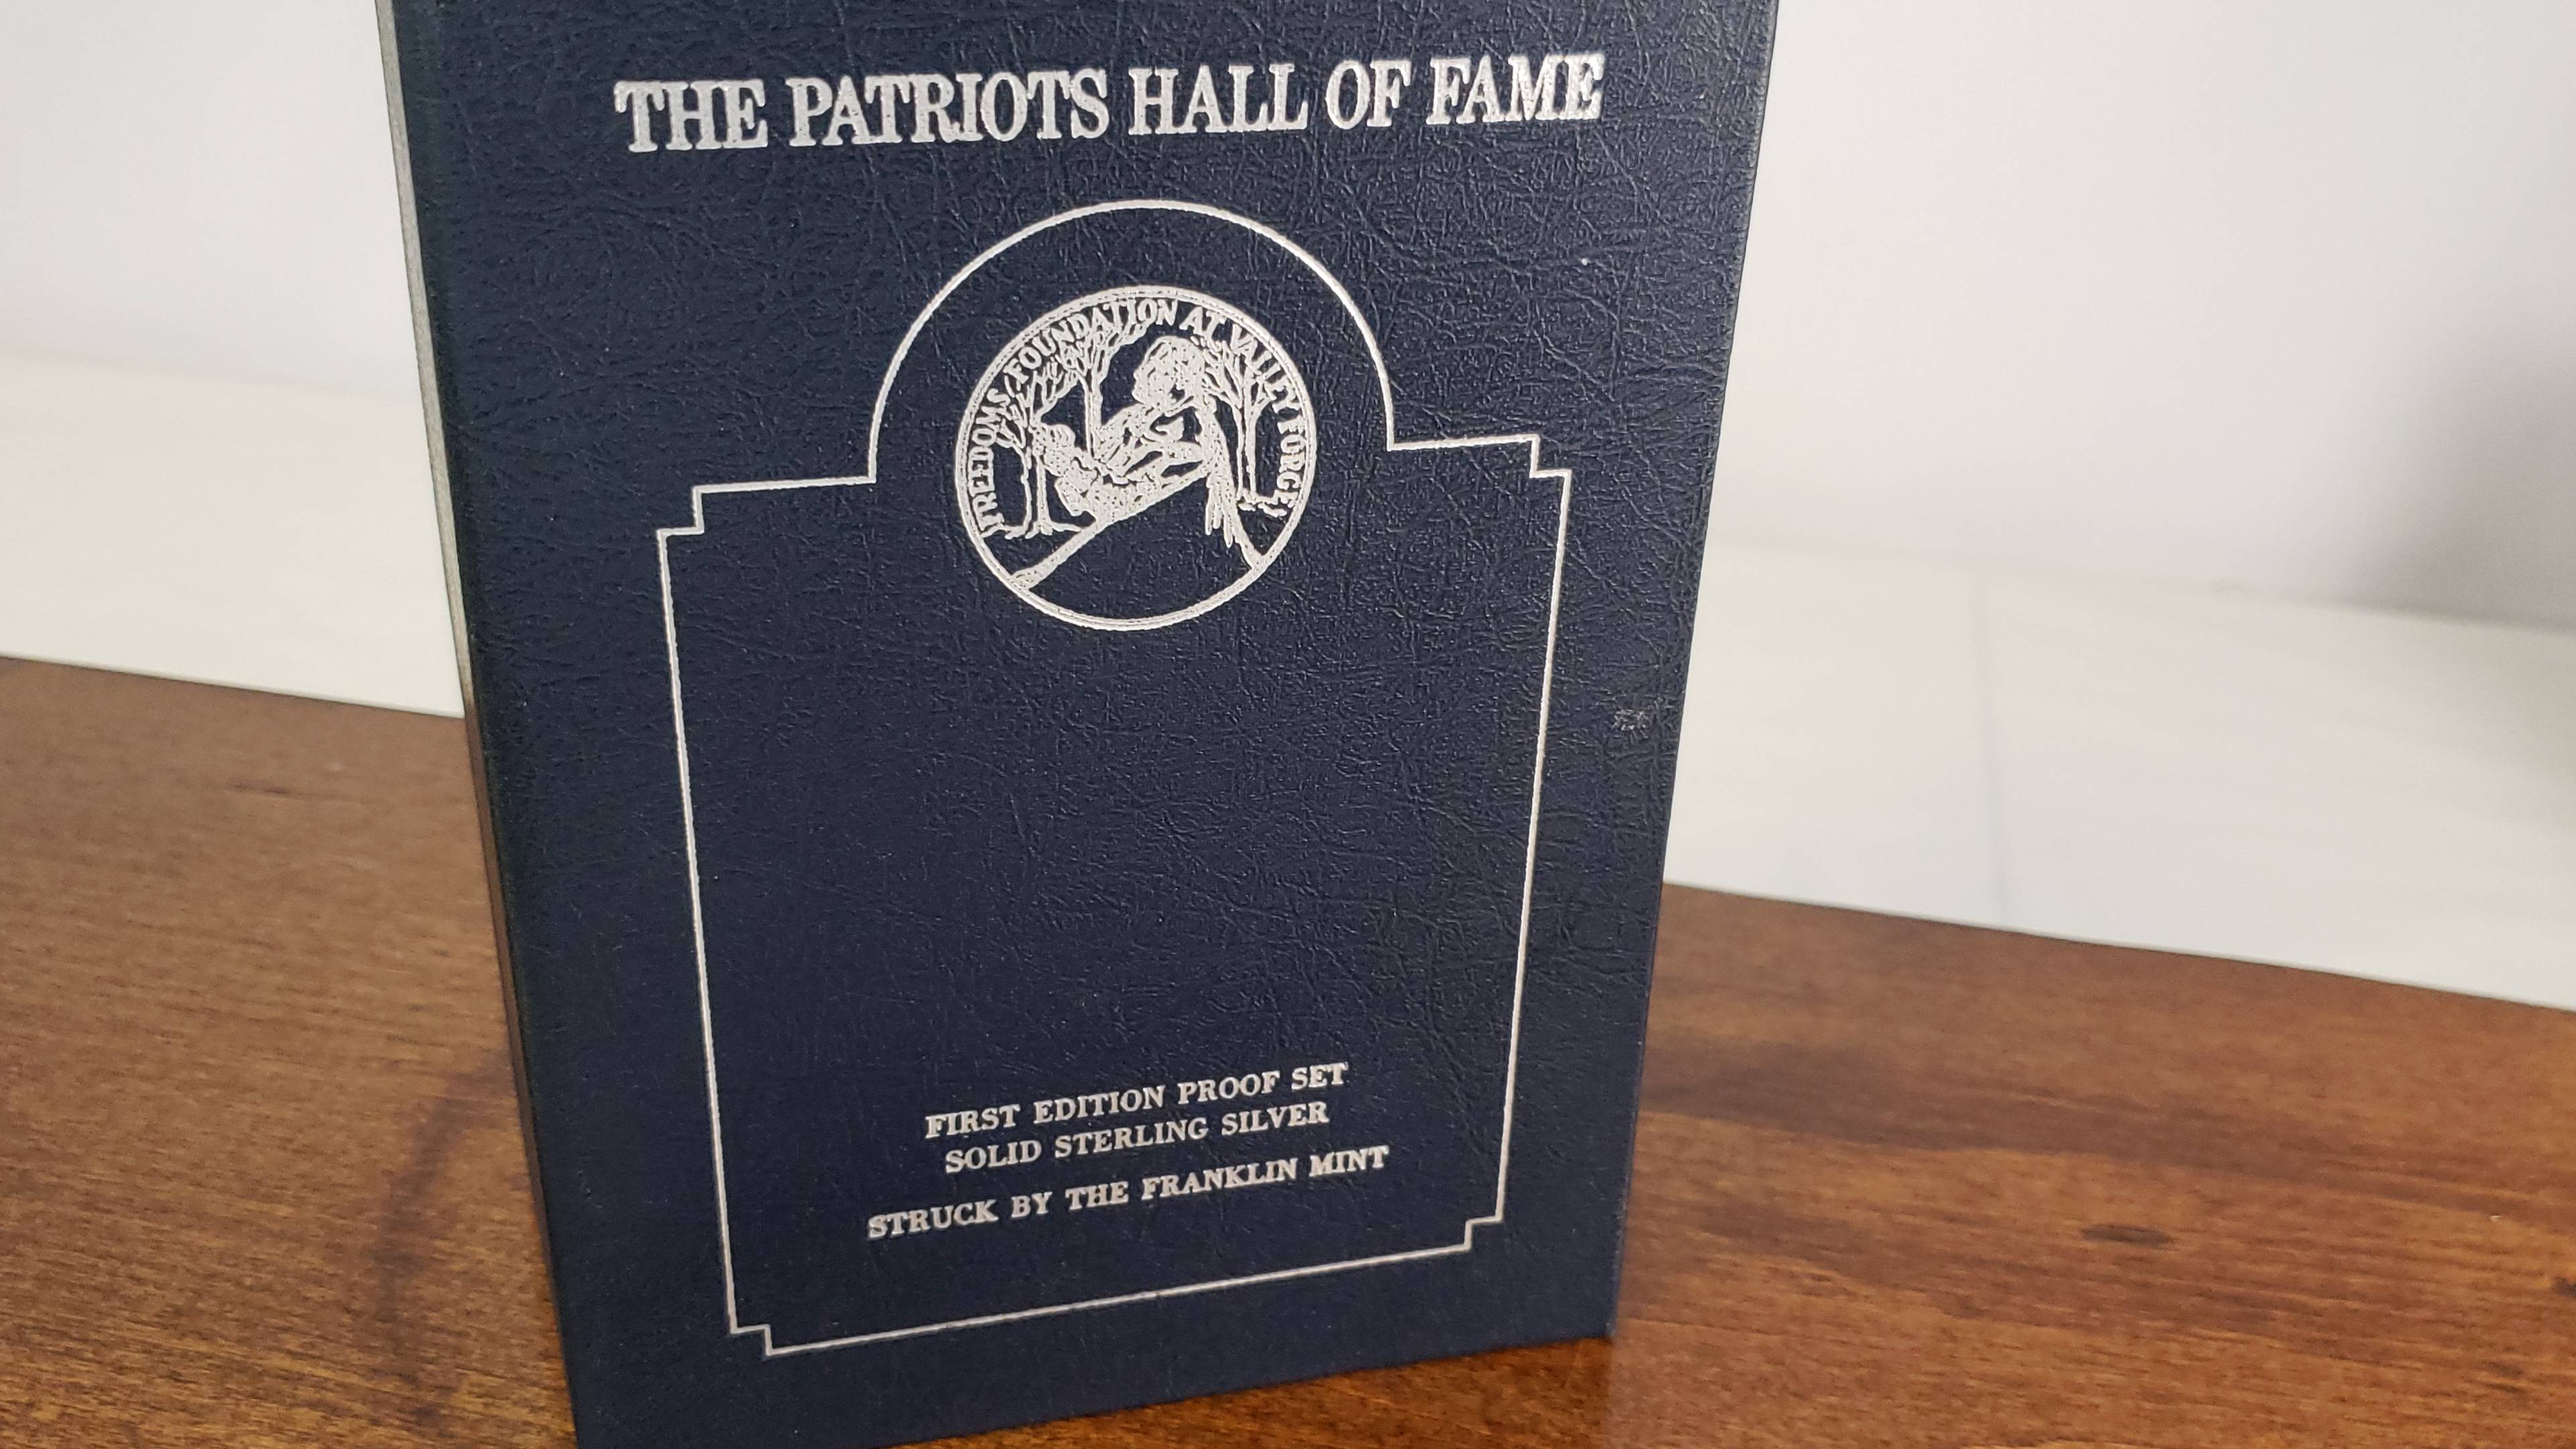 THE PATRIOTS HALL OF FAME
FREEDOMS FOUNDATION AT VALLEY FORGE
FIRST EDITION PROOF SET
SOLID STERLING SILVER
STRUCK BY THE FRANKLIN MINT